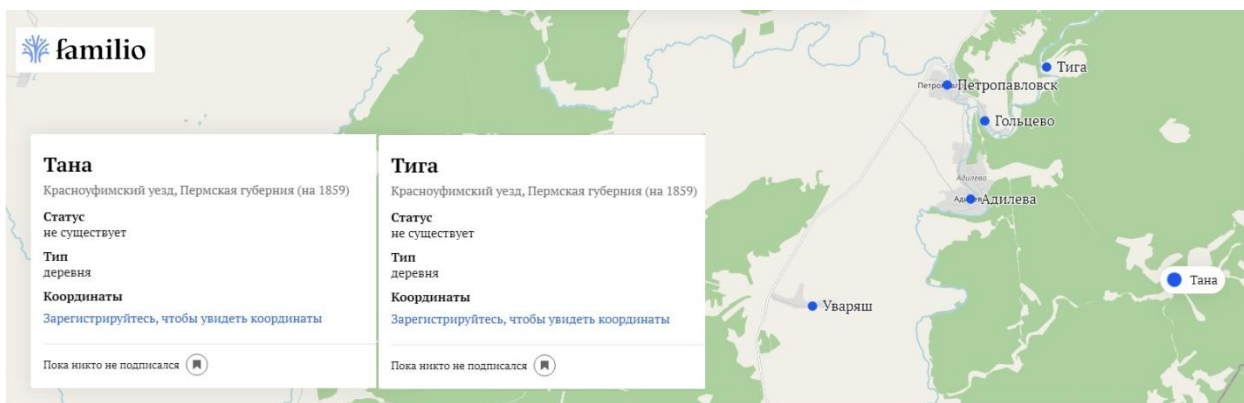 familio
Тана
Красноуфимский уезд, Пермская губерния (на 1859)
Статус
не существует
Тип
деревня
Координаты
Зарегистрируйтесь, чтобы увидеть координаты
Пока никто не подписался
Тига
Красноуфимский уезд, Пермская губерния (на 1859)
Статус
не существует
Тип
деревня
Координаты
Зарегистрируйтесь, чтобы увидеть координаты
Пока никто не подписался
Тига
Петропавловск
Гольцево
Адилева
Адилева
Тана
Уваряш